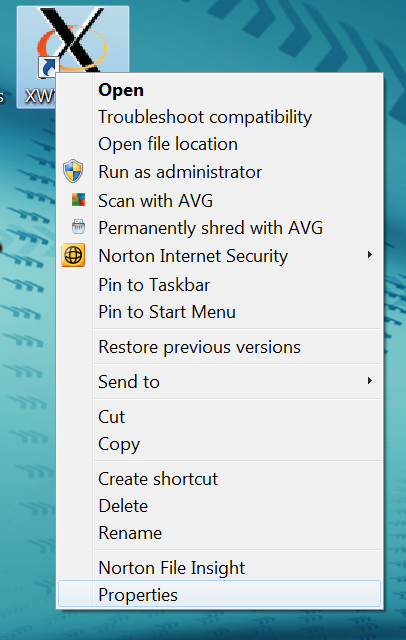 XW
Open
Troubleshoot compatibility
Open file location
Run as administrator
Scan with AVG
Permanently shred with AVG
Norton Internet Security
Pin to Taskbar
Pin to Start Menu
Restore previous versions
Send to
Cut
Copy
Create shortcut
Delete
Rename
Norton File Insight
Properties